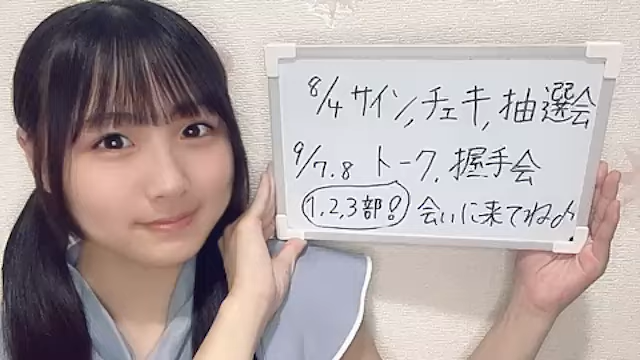 8/4 サイン,チェキ,抽選会
9/7.8 トーク.握手会
1,2,3部! 会いに来てね♪